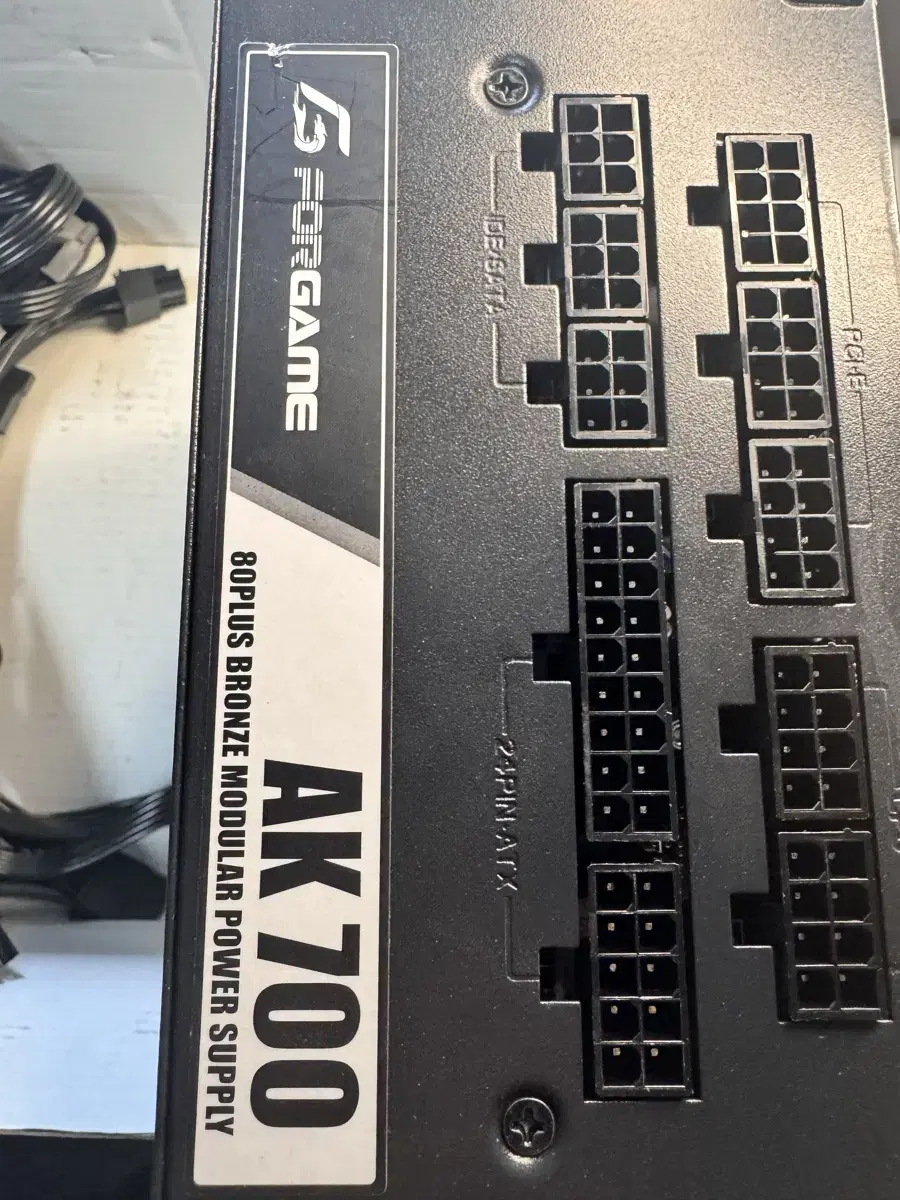 FORGAME
AK 700
80PLUS BRONZE MODULAR POWER SUPPLY
IDE/SATA
24PIN ATX
PCI-E